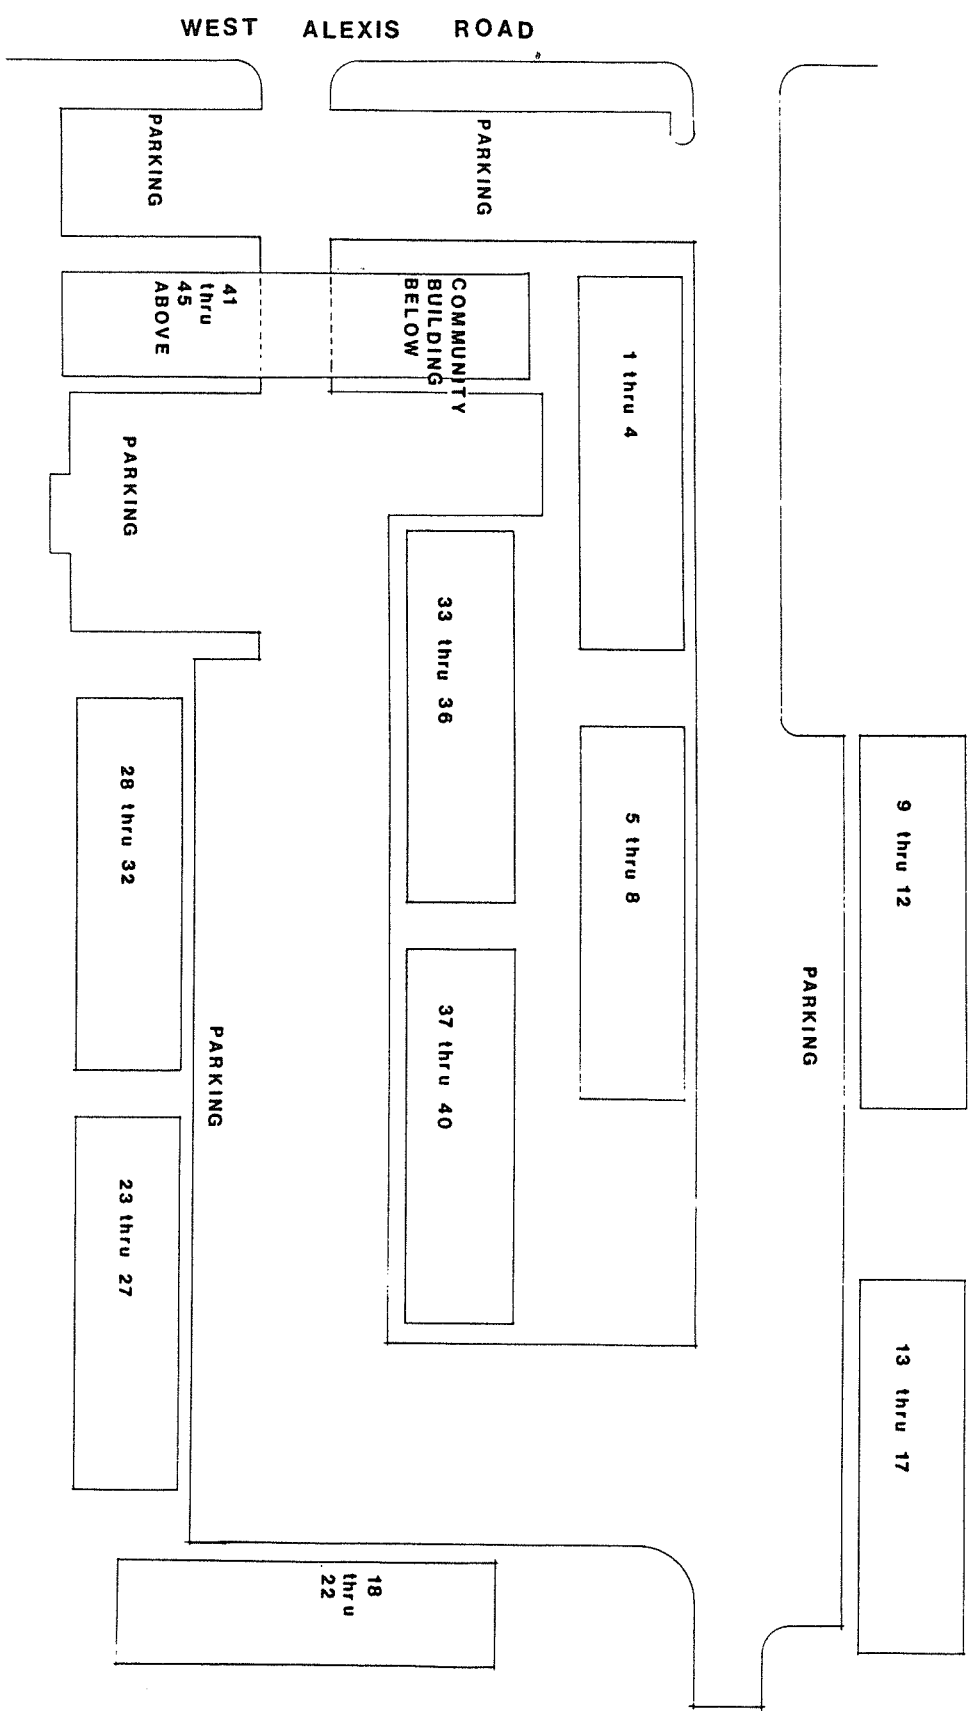 WEST ALEXIS ROAD
PARKING
PARKING
41
thru
45
ABOVE
COMMUNITY
BUILDING
BELOW
1 thru 4
PARKING
33 thru 36
28 thru 32
5 thru 8
9 thru 12
PARKING
37 thru 40
PARKING
23 thru 27
13 thru 17
18
thru
22